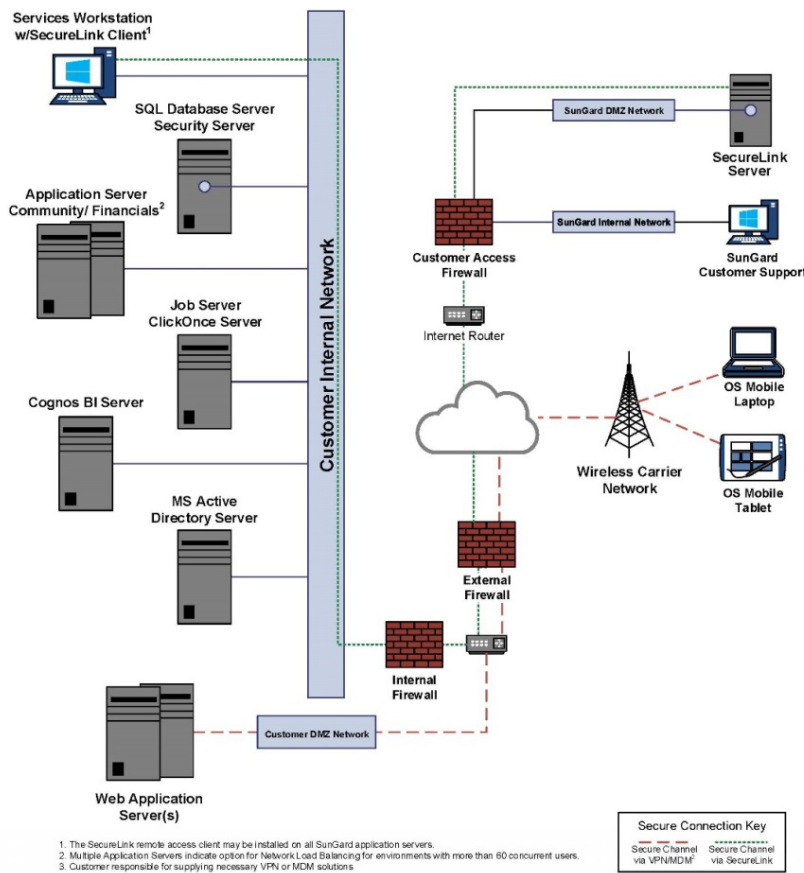 Services Workstation
w/SecureLink Client1
SQL Database Server
Security Server
Application Server
Community/ Financials2
Job Server
ClickOnce Server
Cognos BI Server
MS Active
Directory Server
Web Application
Server(s)
Customer Internal Network
Customer DMZ Network
Internal
Firewall
External
Firewall
SunGard DMZ Network
SecureLink
Server
SunGard Internal Network
SunGard
Customer Support
Customer Access
Firewall
Internet Router
Wireless Carrier
Network
OS Mobile
Laptop
OS Mobile
Tablet
1. The SecureLink remote access client may be installed on all SunGard application servers.
2. Multiple Application Servers indicate option for Network Load Balancing for environments with more than 60 concurrent users.
3. Customer responsible for supplying necessary VPN or MDM solutions
Secure Connection Key
Secure Channel
via VPN/MDM3
Secure Channel
via SecureLink